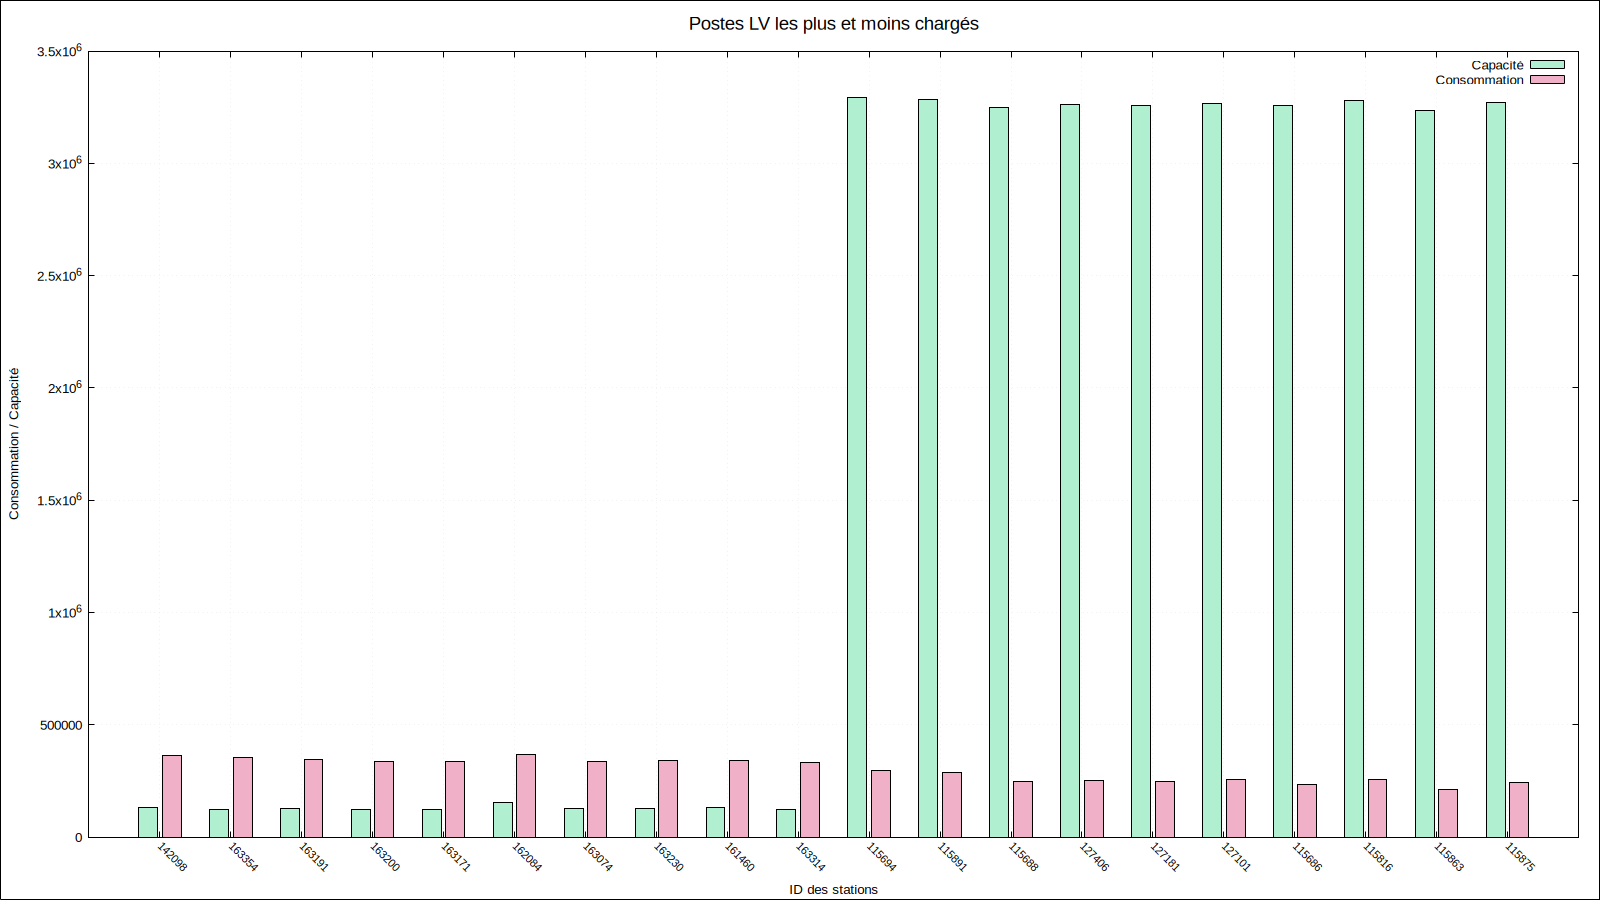 Postes LV les plus et moins chargés
Capacité
Consommation
3.5x10⁶
3x10⁶
2.5x10⁶
2x10⁶
1.5x10⁶
1x10⁶
500000
0
Consommation / Capacité
142098
163354
163191
163200
163171
162084
163074
163230
161460
163314
115694
115891
115688
127406
127181
127101
115686
115816
115863
115875
ID des stations